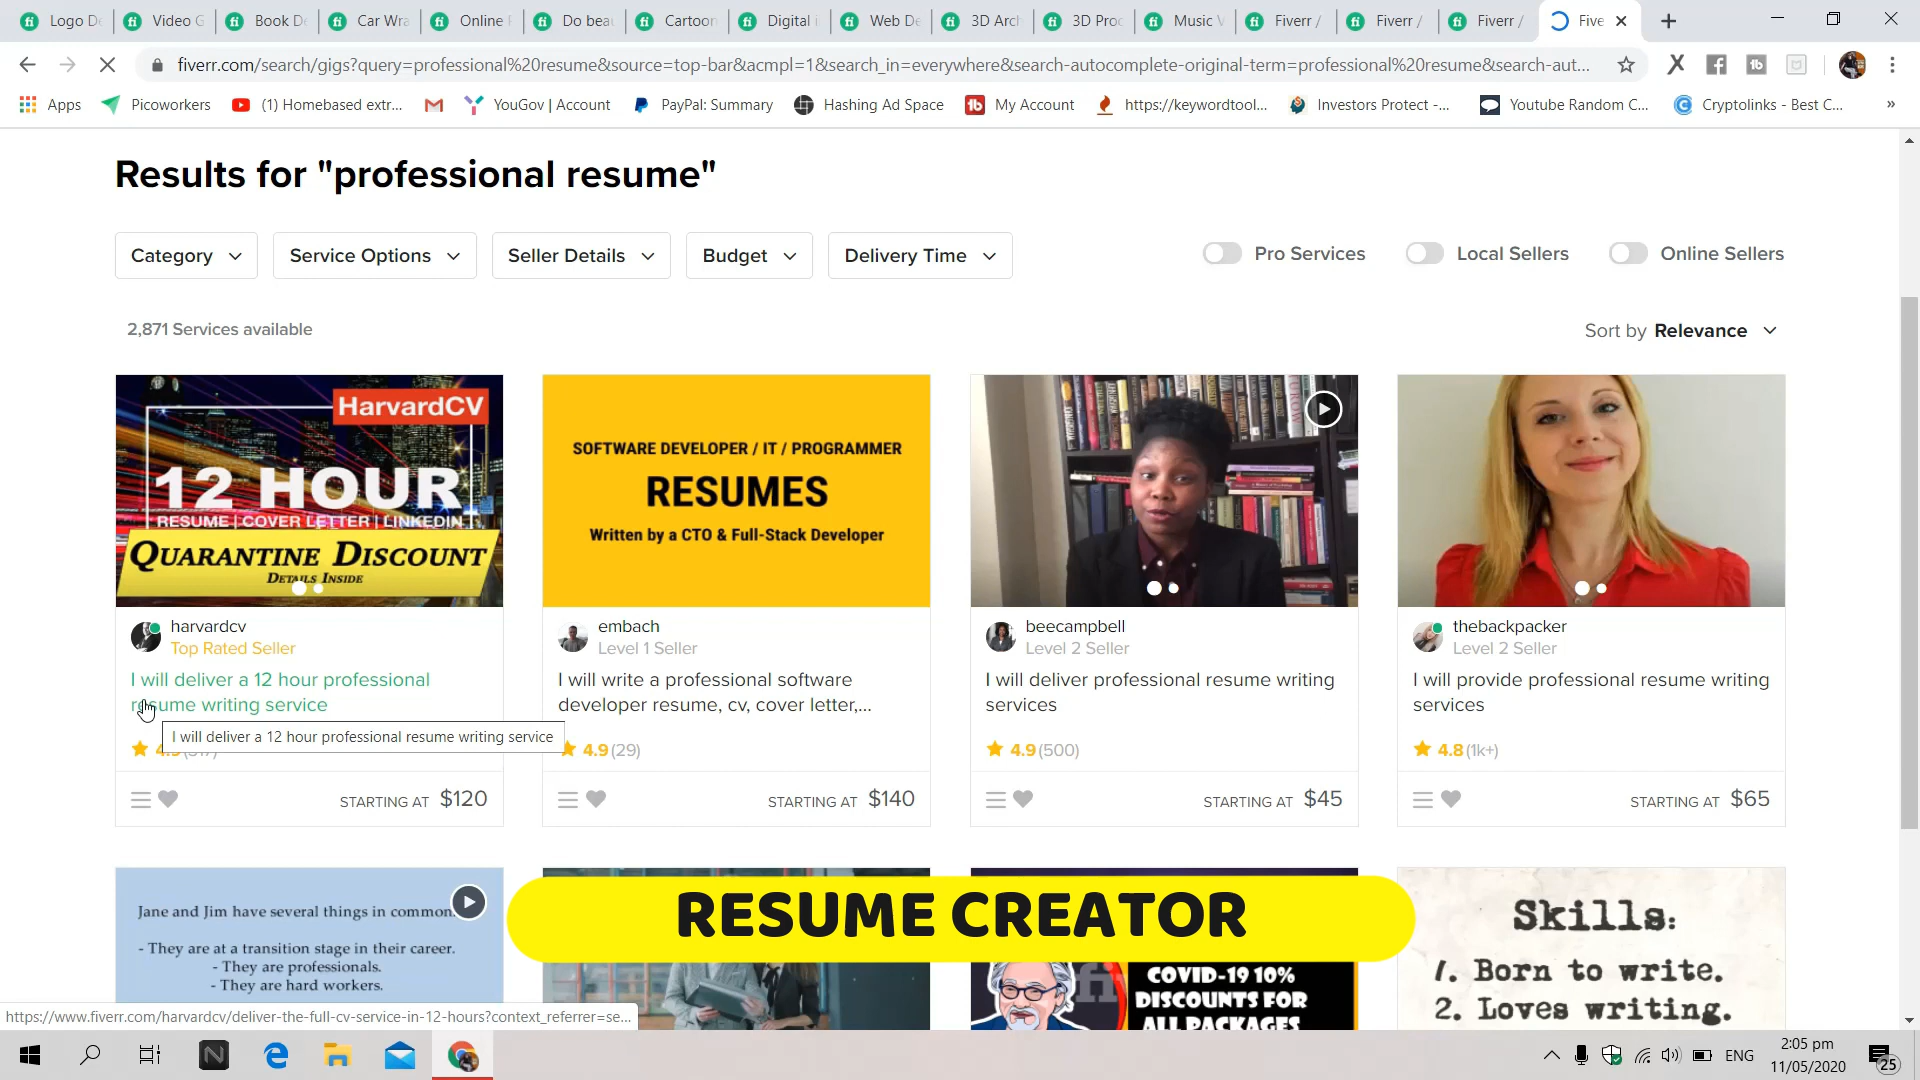 Logo De
Video G
Book De
Car Wra
Online
Do beau
Cartoon
Digital i
Web De
3D Arch
3D Proc
Music V
Fiverr /
Fiverr /
Fiverr /
Five
fiverr.com/search/gigs?query=professional%20resume&source=top-bar&acmpl=1&search_in=everywhere&search-autocomplete-original-term=professional%20resume&search-aut...
Apps
Picoworkers
(1) Homebased extr...
YouGov | Account
PayPal: Summary
Hashing Ad Space
My Account
https://keywordtool...
Investors Protect -...
Youtube Random C...
Cryptolinks - Best C...
»
Results for "professional resume"
Category
Service Options
Seller Details
Budget
Delivery Time
Pro Services
Local Sellers
Online Sellers
2,871 Services available
Sort by Relevance
HarvardCV
12 HOUR
RESUME | COVER LETTER | LINKEDIN
QUARANTINE DISCOUNT
DETAILS INSIDE
harvardcv
Top Rated Seller
I will deliver a 12 hour professional
resume writing service
I will deliver a 12 hour professional resume writing service
STARTING AT $120
SOFTWARE DEVELOPER / IT / PROGRAMMER
RESUMES
Written by a CTO & Full-Stack Developer
embach
Level 1 Seller
I will write a professional software
developer resume, cv, cover letter,...
4.9 (29)
STARTING AT $140
beecampbell
Level 2 Seller
I will deliver professional resume writing
services
4.9 (500)
STARTING AT $45
thebackpacker
Level 2 Seller
I will provide professional resume writing
services
4.8 (1k+)
STARTING AT $65
Jane and Jim have several things in common.
- They are at a transition stage in their career.
- They are professionals.
- They are hard workers.
RESUME CREATOR
COVID-19 10%
DISCOUNTS FOR
ALL PACKAGES
Skills:
1. Born to write.
2. Loves writing.
https://www.fiverr.com/harvardcv/deliver-the-full-cv-service-in-12-hours?context_referrer=se...
ENG
2:05 pm
11/05/2020
25